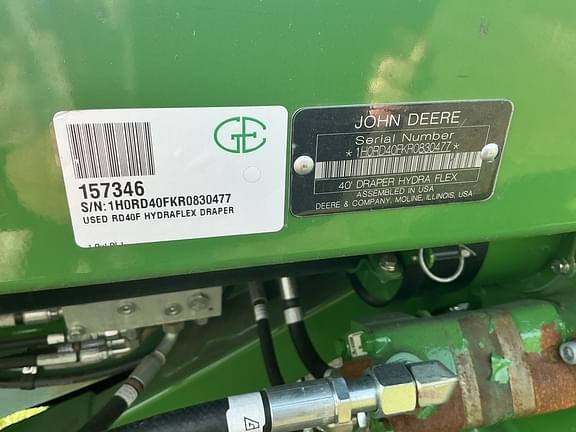 GTE
157346
S/N:1H0RD40FKR0830477
USED RD40F HYDRAFLEX DRAPER
JOHN DEERE
Serial Number
*1H0RD40FKR0830477*
40' DRAPER HYDRA FLEX
ASSEMBLED IN USA
DEERE & COMPANY, MOLINE, ILLINOIS, USA
A